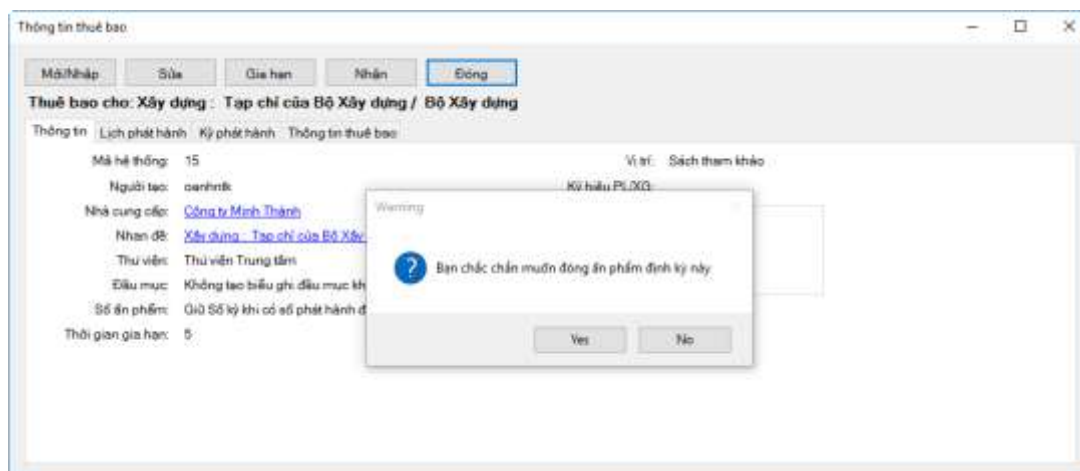 Thông tin thuê bao
Mới/Nhập Sửa Gia hạn Nhận Đóng
Thuê bao cho: Xây dựng : Tạp chí của Bộ Xây dựng / Bộ Xây dựng
Thông tin Lịch phát hành Kỳ phát hành Thông tin thuê bao
Mã hệ thống: 15 Vị trí: Sách tham khảo
Người tạo: oanhntk Ký hiệu PL/XG:
Nhà cung cấp: Công ty Minh Thành
Nhan đề: Xây dựng : Tạp chí của Bộ Xây
Thư viện: Thư viện Trung tâm
Đầu mục: Không tạo biểu ghi đầu mục kh
Số ấn phẩm: Giữ Số kỳ khi có số phát hành đ
Thời gian gia hạn: 5
Warning
Bạn chắc chắn muốn đóng ấn phẩm định kỳ này
Yes No